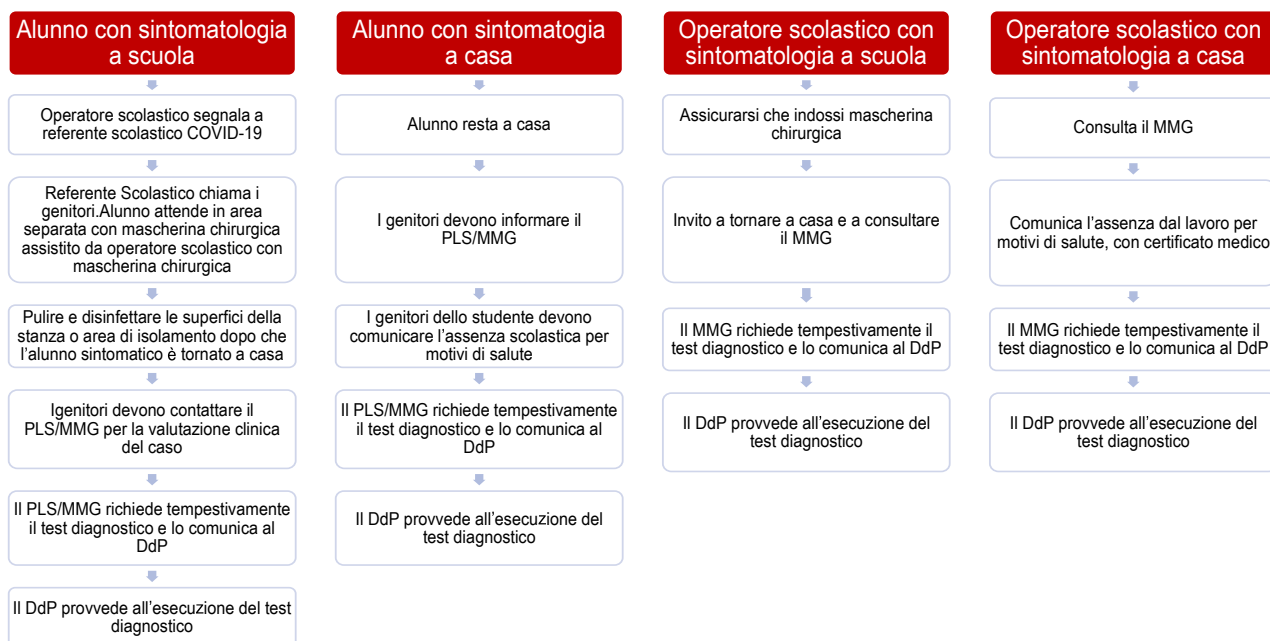 Alunno con sintomatologia
a scuola
Operatore scolastico segnala a
referente scolastico COVID-19
Referente Scolastico chiama i
genitori.Alunno attende in area
separata con mascherina chirurgica
assistito da operatore scolastico con
mascherina chirurgica
Pulire e disinfettare le superfici della
stanza o area di isolamento dopo che
l'alunno sintomatico è tornato a casa
Igenitori devono contattare il
PLS/MMG per la valutazione clinica
del caso
Il PLS/MMG richiede tempestivamente
il test diagnostico e lo comunica al
DdP
Il DdP provvede all'esecuzione del test
diagnostico
Alunno con sintomatogia
a casa
Alunno resta a casa
I genitori devono informare il
PLS/MMG
I genitori dello studente devono
comunicare l'assenza scolastica per
motivi di salute
Il PLS/MMG richiede tempestivamente
il test diagnostico e lo comunica al
DdP
Il DdP provvede all'esecuzione del
test diagnostico
Operatore scolastico con
sintomatologia a scuola
Assicurarsi che indossi mascherina
chirurgica
Invito a tornare a casa e a consultare
il MMG
Il MMG richiede tempestivamente il
test diagnostico e lo comunica al DdP
Il DdP provvede all'esecuzione del
test diagnostico
Operatore scolastico con
sintomatologia a casa
Consulta il MMG
Comunica l'assenza dal lavoro per
motivi di salute, con certificato medico
Il MMG richiede tempestivamente il
test diagnostico e lo comunica al DdP
Il DdP provvede all'esecuzione del
test diagnostico